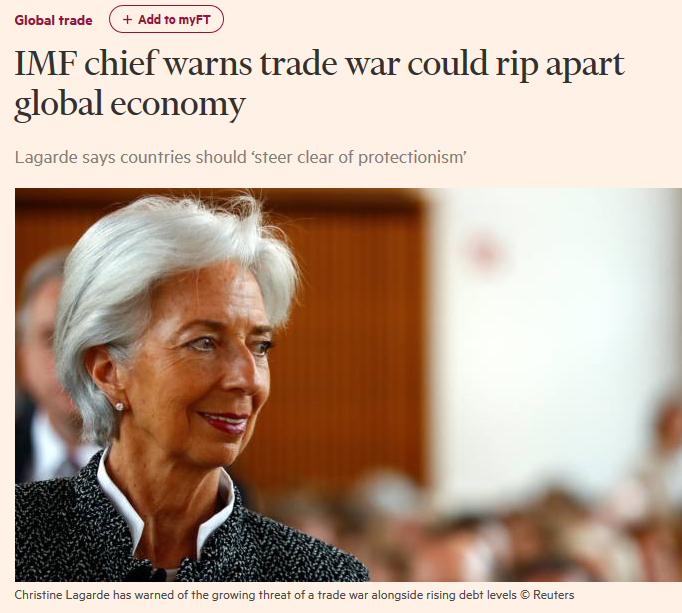 Global trade
+ Add to myFT
IMF chief warns trade war could rip apart
global economy
Lagarde says countries should ‘steer clear of protectionism’
Christine Lagarde has warned of the growing threat of a trade war alongside rising debt levels © Reuters